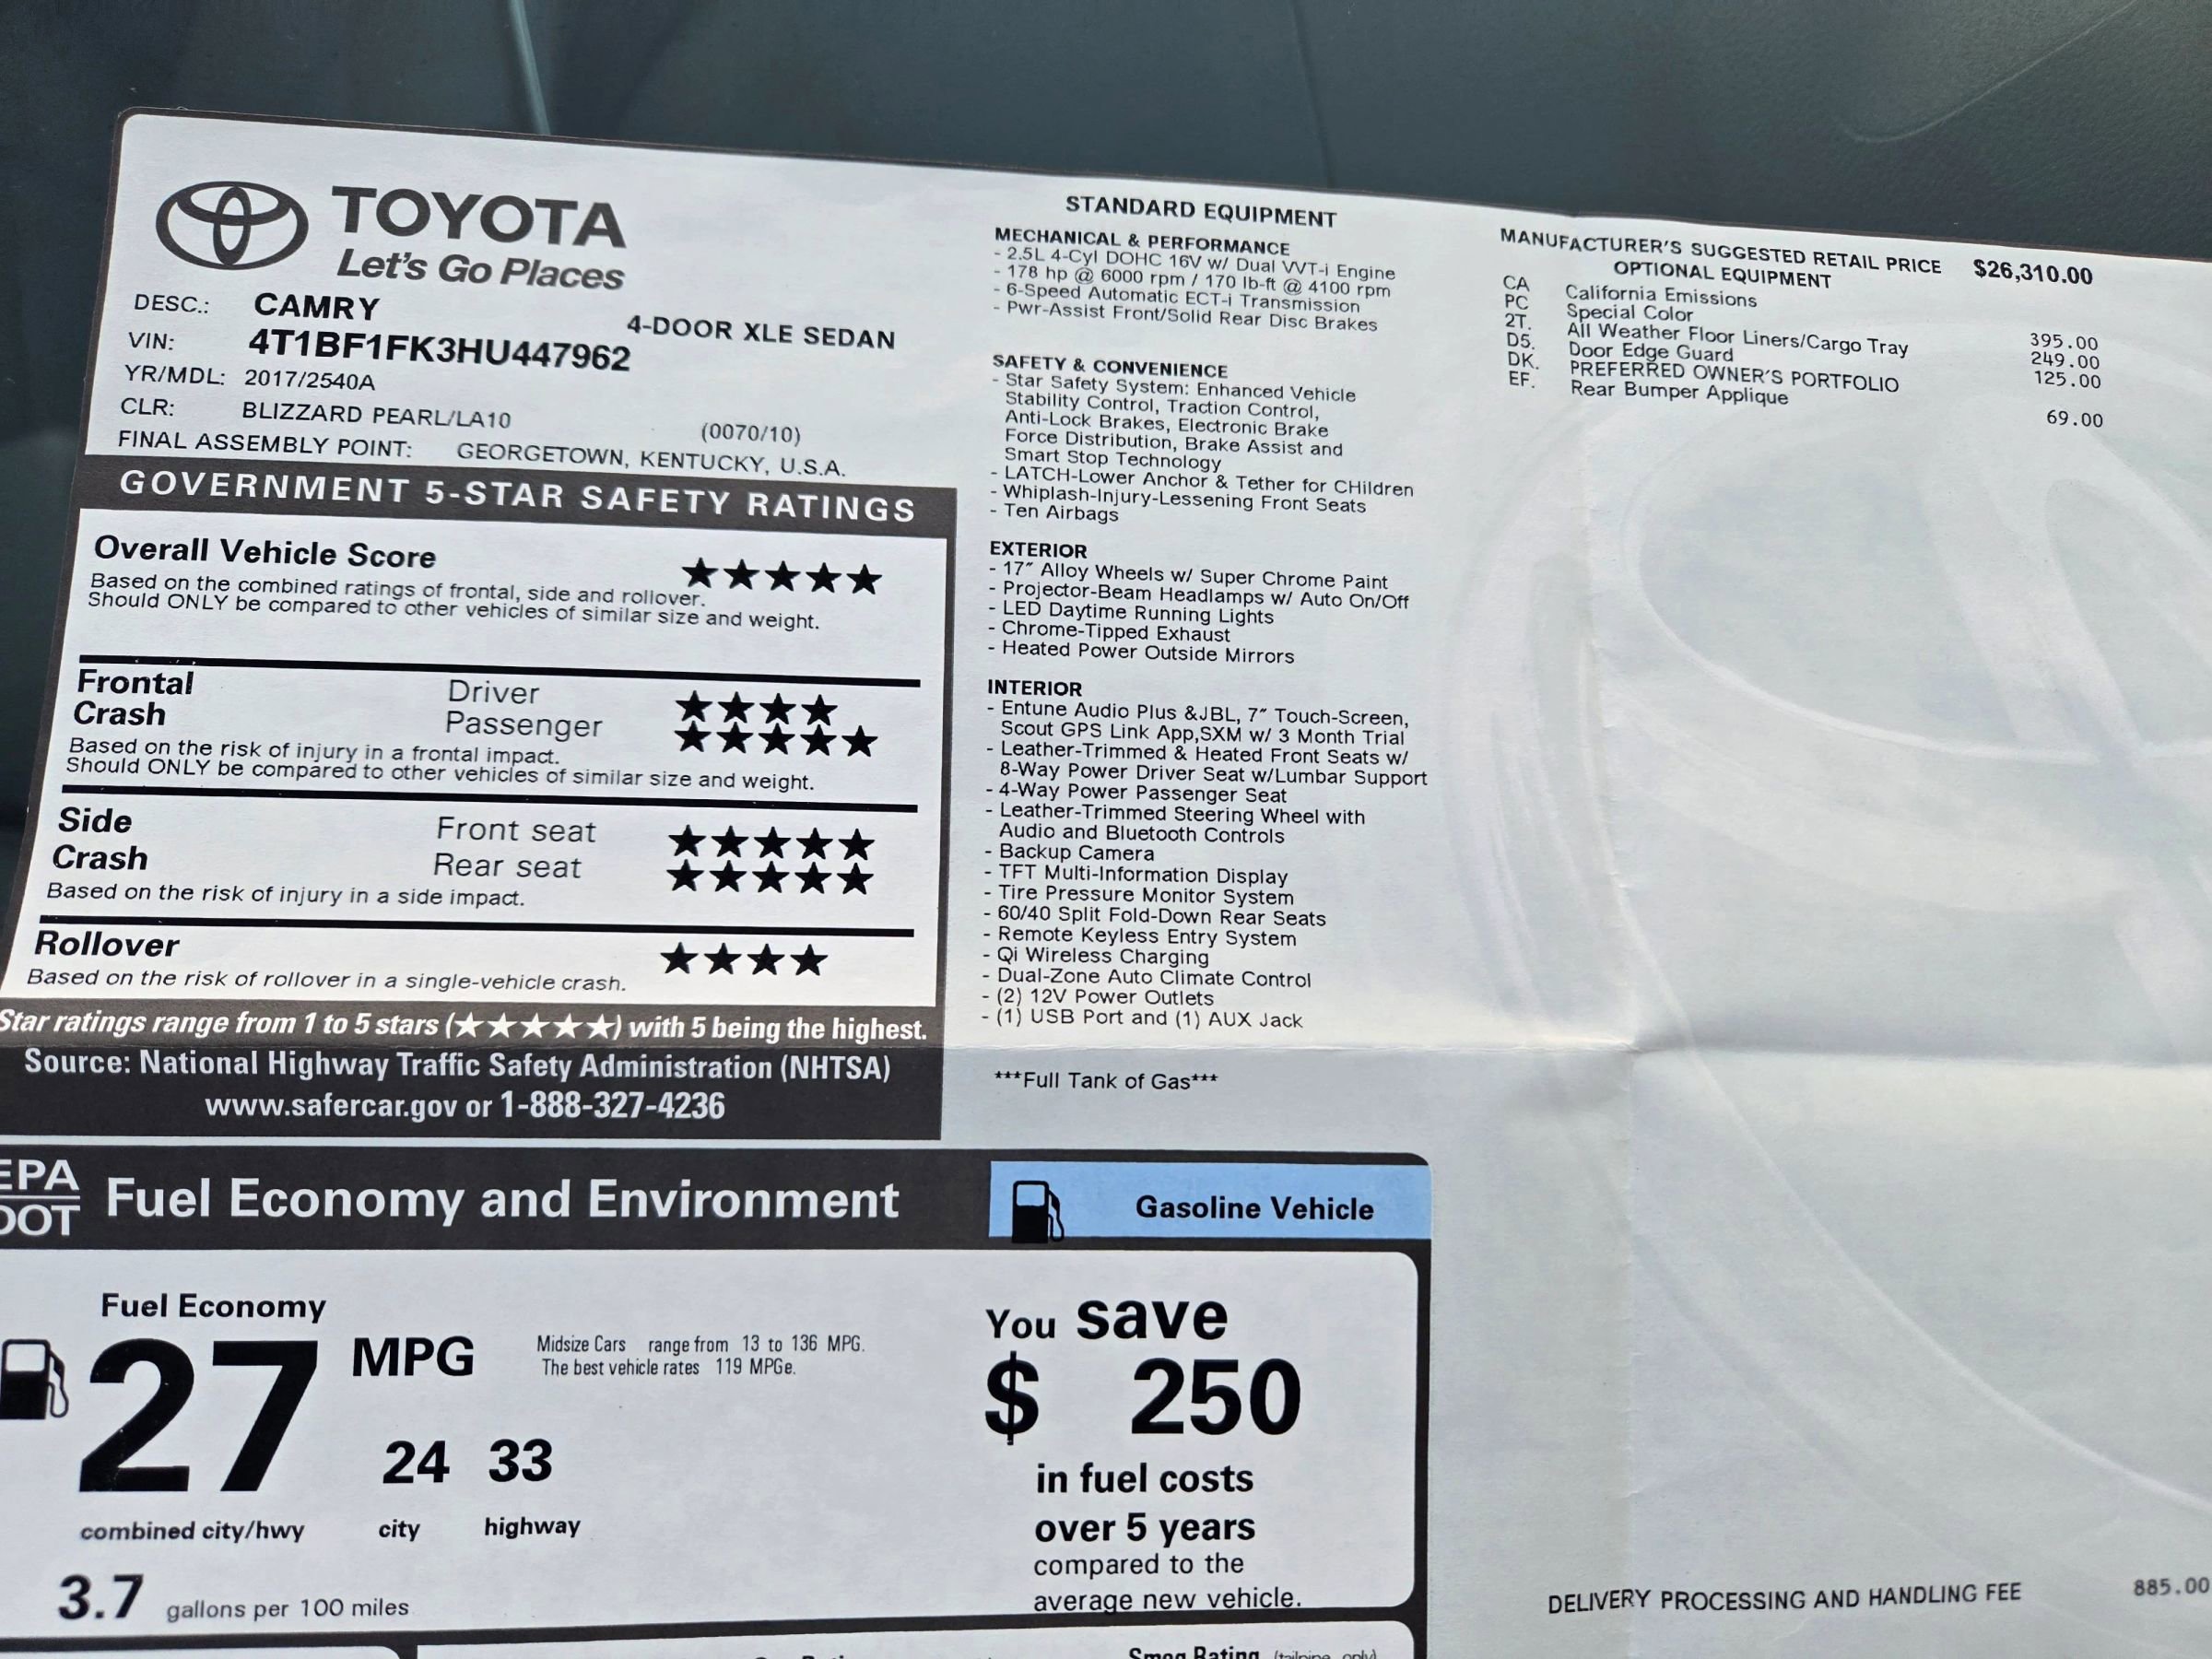 TOYOTA
Let's Go Places
DESC.: CAMRY
4-DOOR XLE SEDAN
VIN: 4T1BF1FK3HU447962
YR/MDL: 2017/2540A
CLR: BLIZZARD PEARL/LA10 (0070/10)
FINAL ASSEMBLY POINT: GEORGETOWN, KENTUCKY, U.S.A.
GOVERNMENT 5-STAR SAFETY RATINGS
Overall Vehicle Score ★★★★★
Based on the combined ratings of frontal, side and rollover.
Should ONLY be compared to other vehicles of similar size and weight.
Frontal Driver ★★★★
Crash Passenger ★★★★★
Based on the risk of injury in a frontal impact.
Should ONLY be compared to other vehicles of similar size and weight.
Side Front seat ★★★★★
Crash Rear seat ★★★★★
Based on the risk of injury in a side impact.
Rollover ★★★★
Based on the risk of rollover in a single-vehicle crash.
Star ratings range from 1 to 5 stars (★★★★★) with 5 being the highest.
Source: National Highway Traffic Safety Administration (NHTSA)
www.safercar.gov or 1-888-327-4236
STANDARD EQUIPMENT
MECHANICAL & PERFORMANCE
- 2.5L 4-Cyl DOHC 16V w/ Dual VVT-i Engine
- 178 hp @ 6000 rpm / 170 lb-ft @ 4100 rpm
- 6-Speed Automatic ECT-i Transmission
- Pwr-Assist Front/Solid Rear Disc Brakes
SAFETY & CONVENIENCE
- Star Safety System: Enhanced Vehicle
Stability Control, Traction Control,
Anti-Lock Brakes, Electronic Brake
Force Distribution, Brake Assist and
Smart Stop Technology
- LATCH-Lower Anchor & Tether for CHildren
- Whiplash-Injury-Lessening Front Seats
- Ten Airbags
EXTERIOR
- 17" Alloy Wheels w/ Super Chrome Paint
- Projector-Beam Headlamps w/ Auto On/Off
- LED Daytime Running Lights
- Chrome-Tipped Exhaust
- Heated Power Outside Mirrors
INTERIOR
- Entune Audio Plus &JBL, 7" Touch-Screen,
Scout GPS Link App,SXM w/ 3 Month Trial
- Leather-Trimmed & Heated Front Seats w/
8-Way Power Driver Seat w/Lumbar Support
- 4-Way Power Passenger Seat
- Leather-Trimmed Steering Wheel with
Audio and Bluetooth Controls
- Backup Camera
- TFT Multi-Information Display
- Tire Pressure Monitor System
- 60/40 Split Fold-Down Rear Seats
- Remote Keyless Entry System
- Qi Wireless Charging
- Dual-Zone Auto Climate Control
- (2) 12V Power Outlets
- (1) USB Port and (1) AUX Jack
***Full Tank of Gas***
MANUFACTURER'S SUGGESTED RETAIL PRICE $26,310.00
OPTIONAL EQUIPMENT
CA California Emissions
PC Special Color 395.00
2T. All Weather Floor Liners/Cargo Tray 249.00
D5. Door Edge Guard 125.00
DK. PREFERRED OWNER'S PORTFOLIO
EF. Rear Bumper Applique 69.00
DELIVERY PROCESSING AND HANDLING FEE 885.00
EPA
DOT
Fuel Economy and Environment
Gasoline Vehicle
Fuel Economy
27 MPG
Midsize Cars range from 13 to 136 MPG.
The best vehicle rates 119 MPGe.
24 33
combined city/hwy city highway
3.7 gallons per 100 miles
You save
$ 250
in fuel costs
over 5 years
compared to the
average new vehicle.
Smog Rating (tailpipe only)